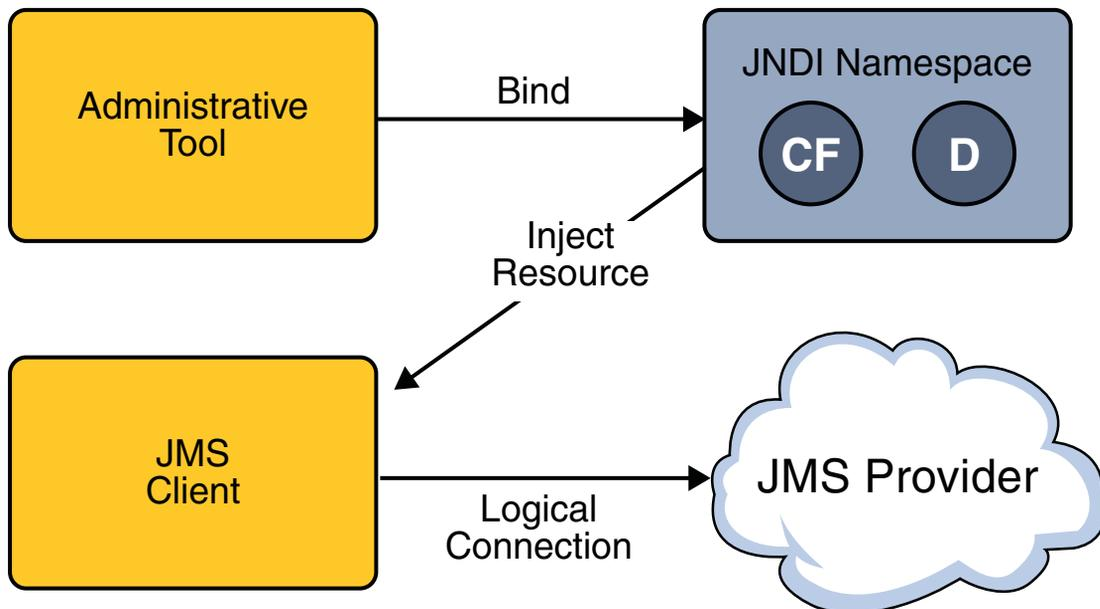 Administrative
Tool
Bind
JNDI Namespace
CF
D
Inject
Resource
JMS
Client
Logical
Connection
JMS Provider